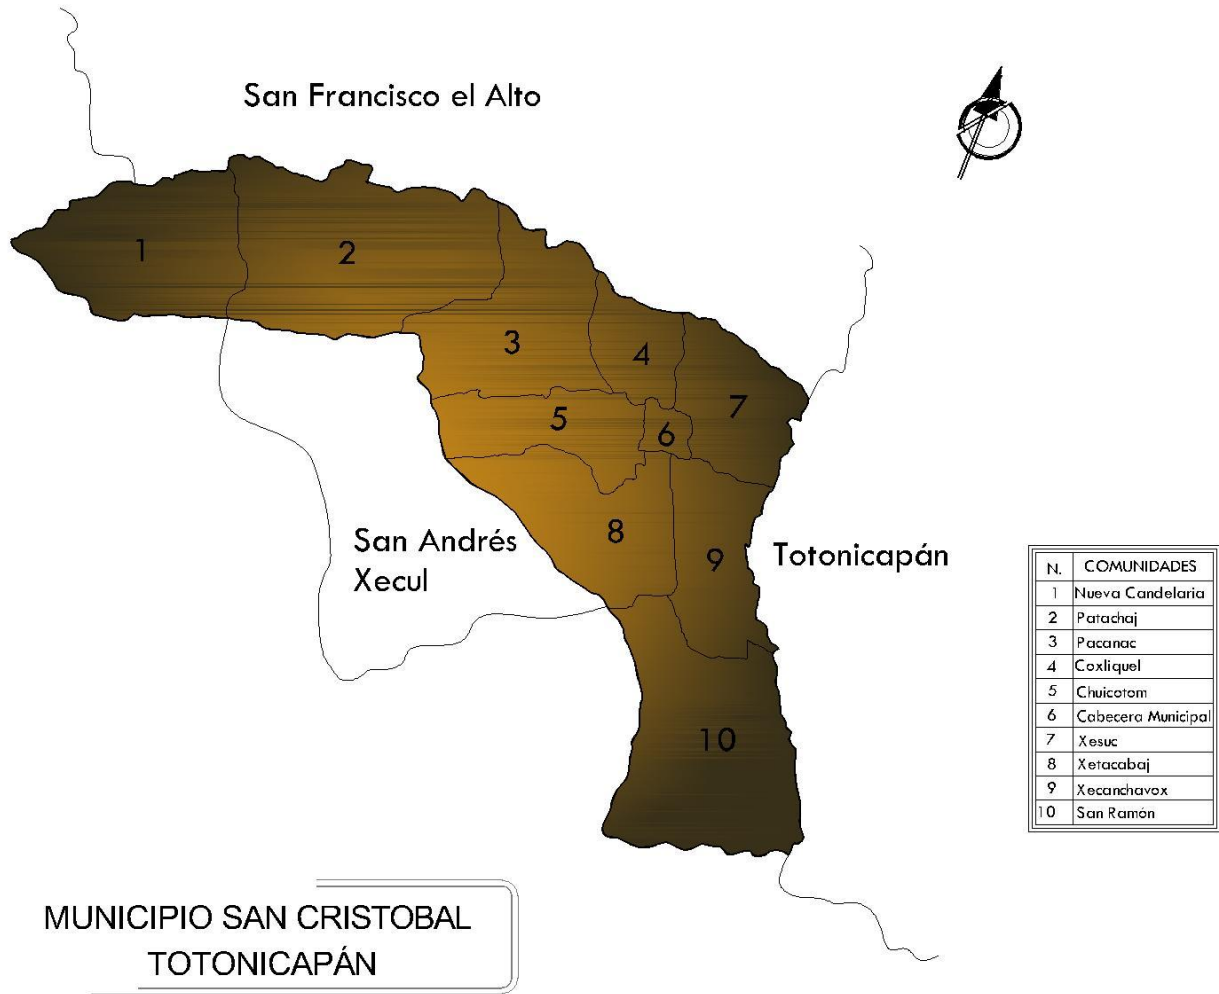 San Francisco el Alto
1
2
3
4
5
6
7
8
9
10
San Andrés
Xecul
Totonicapán
N. COMUNIDADES
1 Nueva Candelaria
2 Patachaj
3 Pacanac
4 Coxliquel
5 Chuicotom
6 Cabecera Municipal
7 Xesuc
8 Xetacabaj
9 Xecanchavox
10 San Ramón
MUNICIPIO SAN CRISTOBAL
TOTONICAPÁN